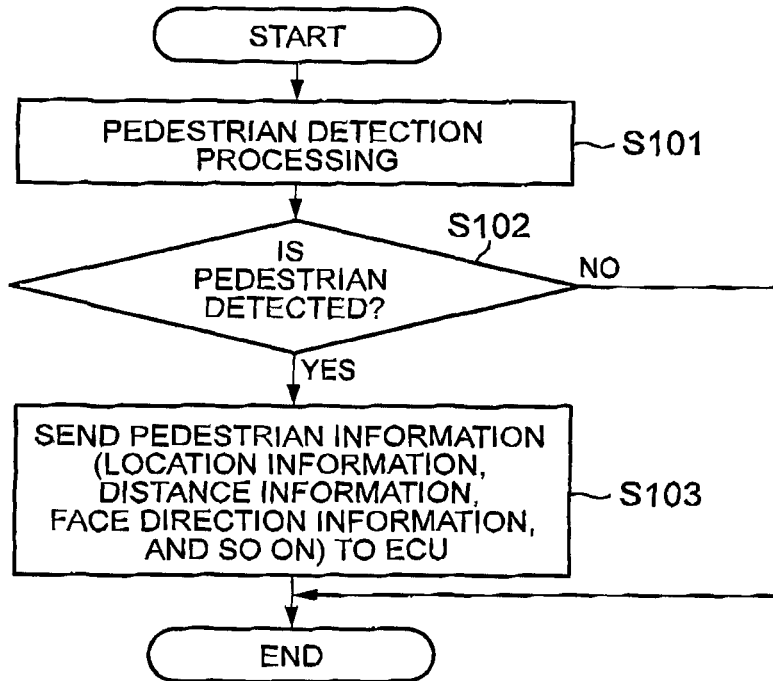 START
PEDESTRIAN DETECTION
PROCESSING
S101
S102
IS
PEDESTRIAN
DETECTED?
NO
YES
SEND PEDESTRIAN INFORMATION
(LOCATION INFORMATION,
DISTANCE INFORMATION,
FACE DIRECTION INFORMATION,
AND SO ON) TO ECU
S103
END